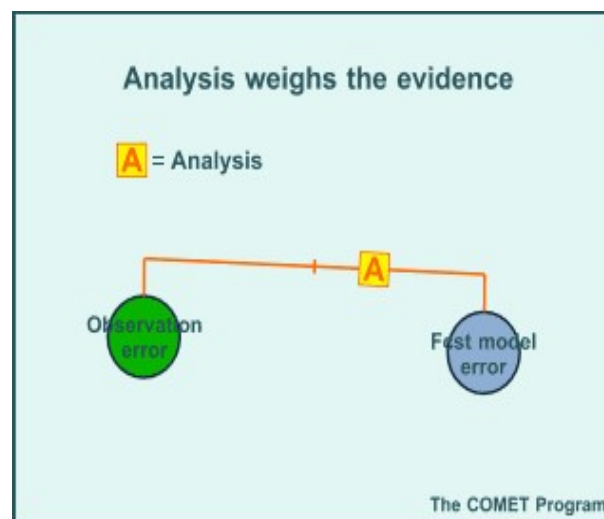 Analysis weighs the evidence
A = Analysis
A
Observation
error
Fcst model
error
The COMET Program